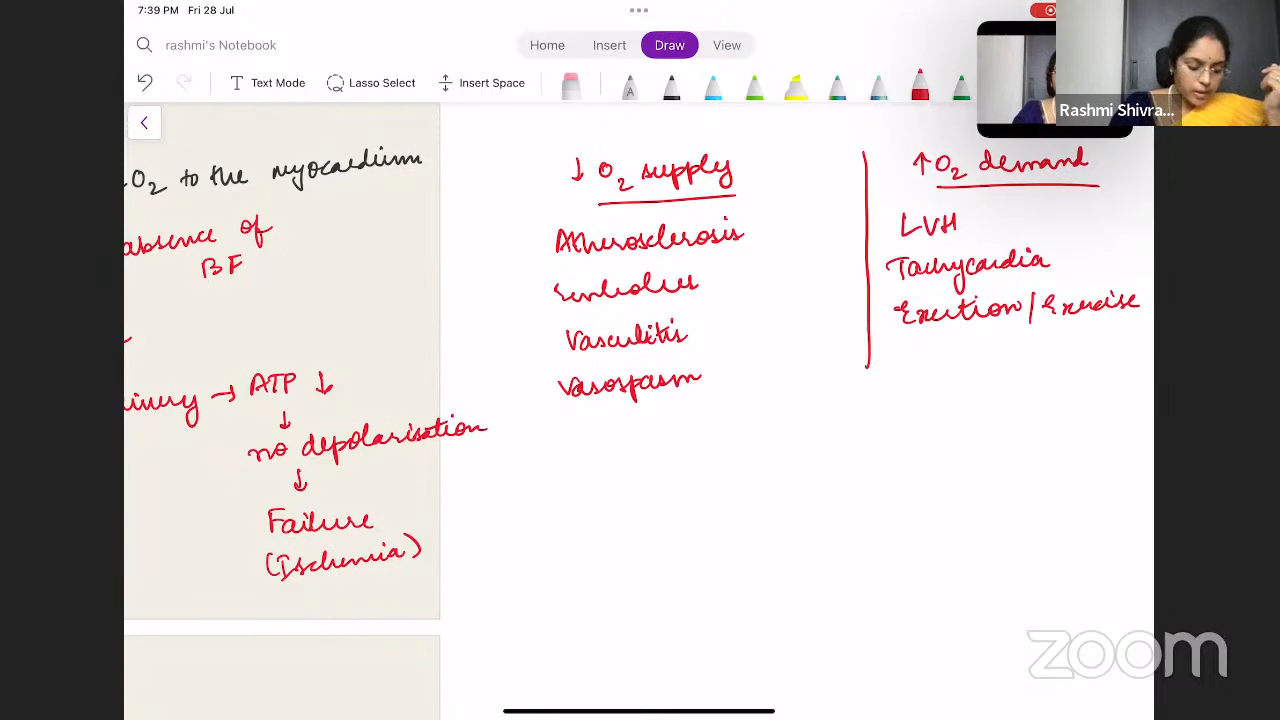 7:39 PM Fri 28 Jul
rashmi's Notebook
Home Insert Draw View
Text Mode Lasso Select Insert Space
A
Rashmi Shivra...
O2 to the myocardium
absence of
BF
→ ATP ↓
↓
no depolarisation
↓
Failure
(Ischemia)
↓ O2 supply
Atherosclerosis
Vasculitis
Vasospasm
↑ O2 demand
LVH
Tachycardia
Exertion/Exercise
zoom